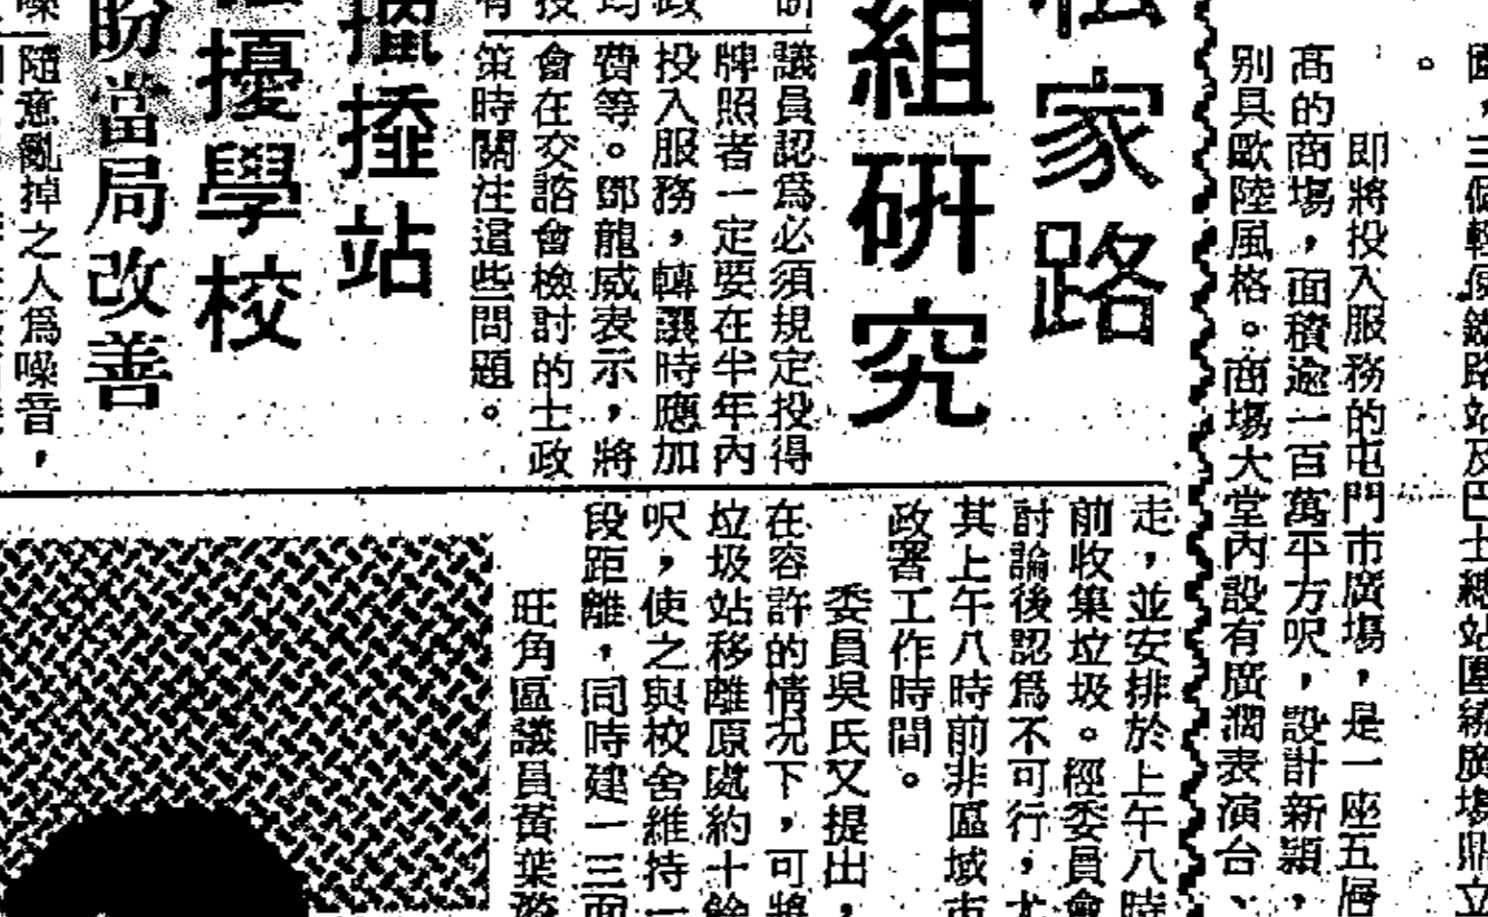 三個輕便鐵路站及巴士總站圍繞廣場鼎立
。
即將投入服務的屯門市廣場，是一座五層
高的商場，面積逾一百萬平方呎，設計新穎，
别具歐陸風格。商場大堂內設有廣濶表演台、
家路
組研究
議員認爲必須規定投得
牌照者一定要在半年內
投入服務，轉讓時應加
費等。鄧龍威表示，將
會在交諮會檢討的士政
策時關注這些問題。
走，並安排於上午八時
前收集垃圾。經委員會
討論後認爲不可行，尤
其上午八時前非區域市
政署工作時間。
委員吳氏又提出，
在容許的情况下，可將
垃圾站移離原處約十餘
呎，使之與校舍維持一
段距離，同時建一三面
旺角區議員黃葉
站
擾學校
盼當局改善
隨意亂掉之人爲噪音，